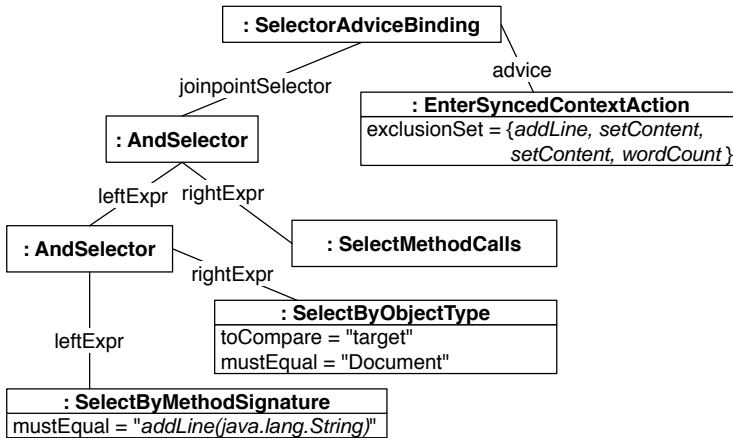 : SelectorAdviceBinding
joinpointSelector
advice
: EnterSyncedContextAction
exclusionSet = {addLine, setContent,
setContent, wordCount }
: AndSelector
leftExpr
rightExpr
: AndSelector
: SelectMethodCalls
rightExpr
: SelectByObjectType
toCompare = "target"
mustEqual = "Document"
leftExpr
: SelectByMethodSignature
mustEqual = "addLine(java.lang.String)"